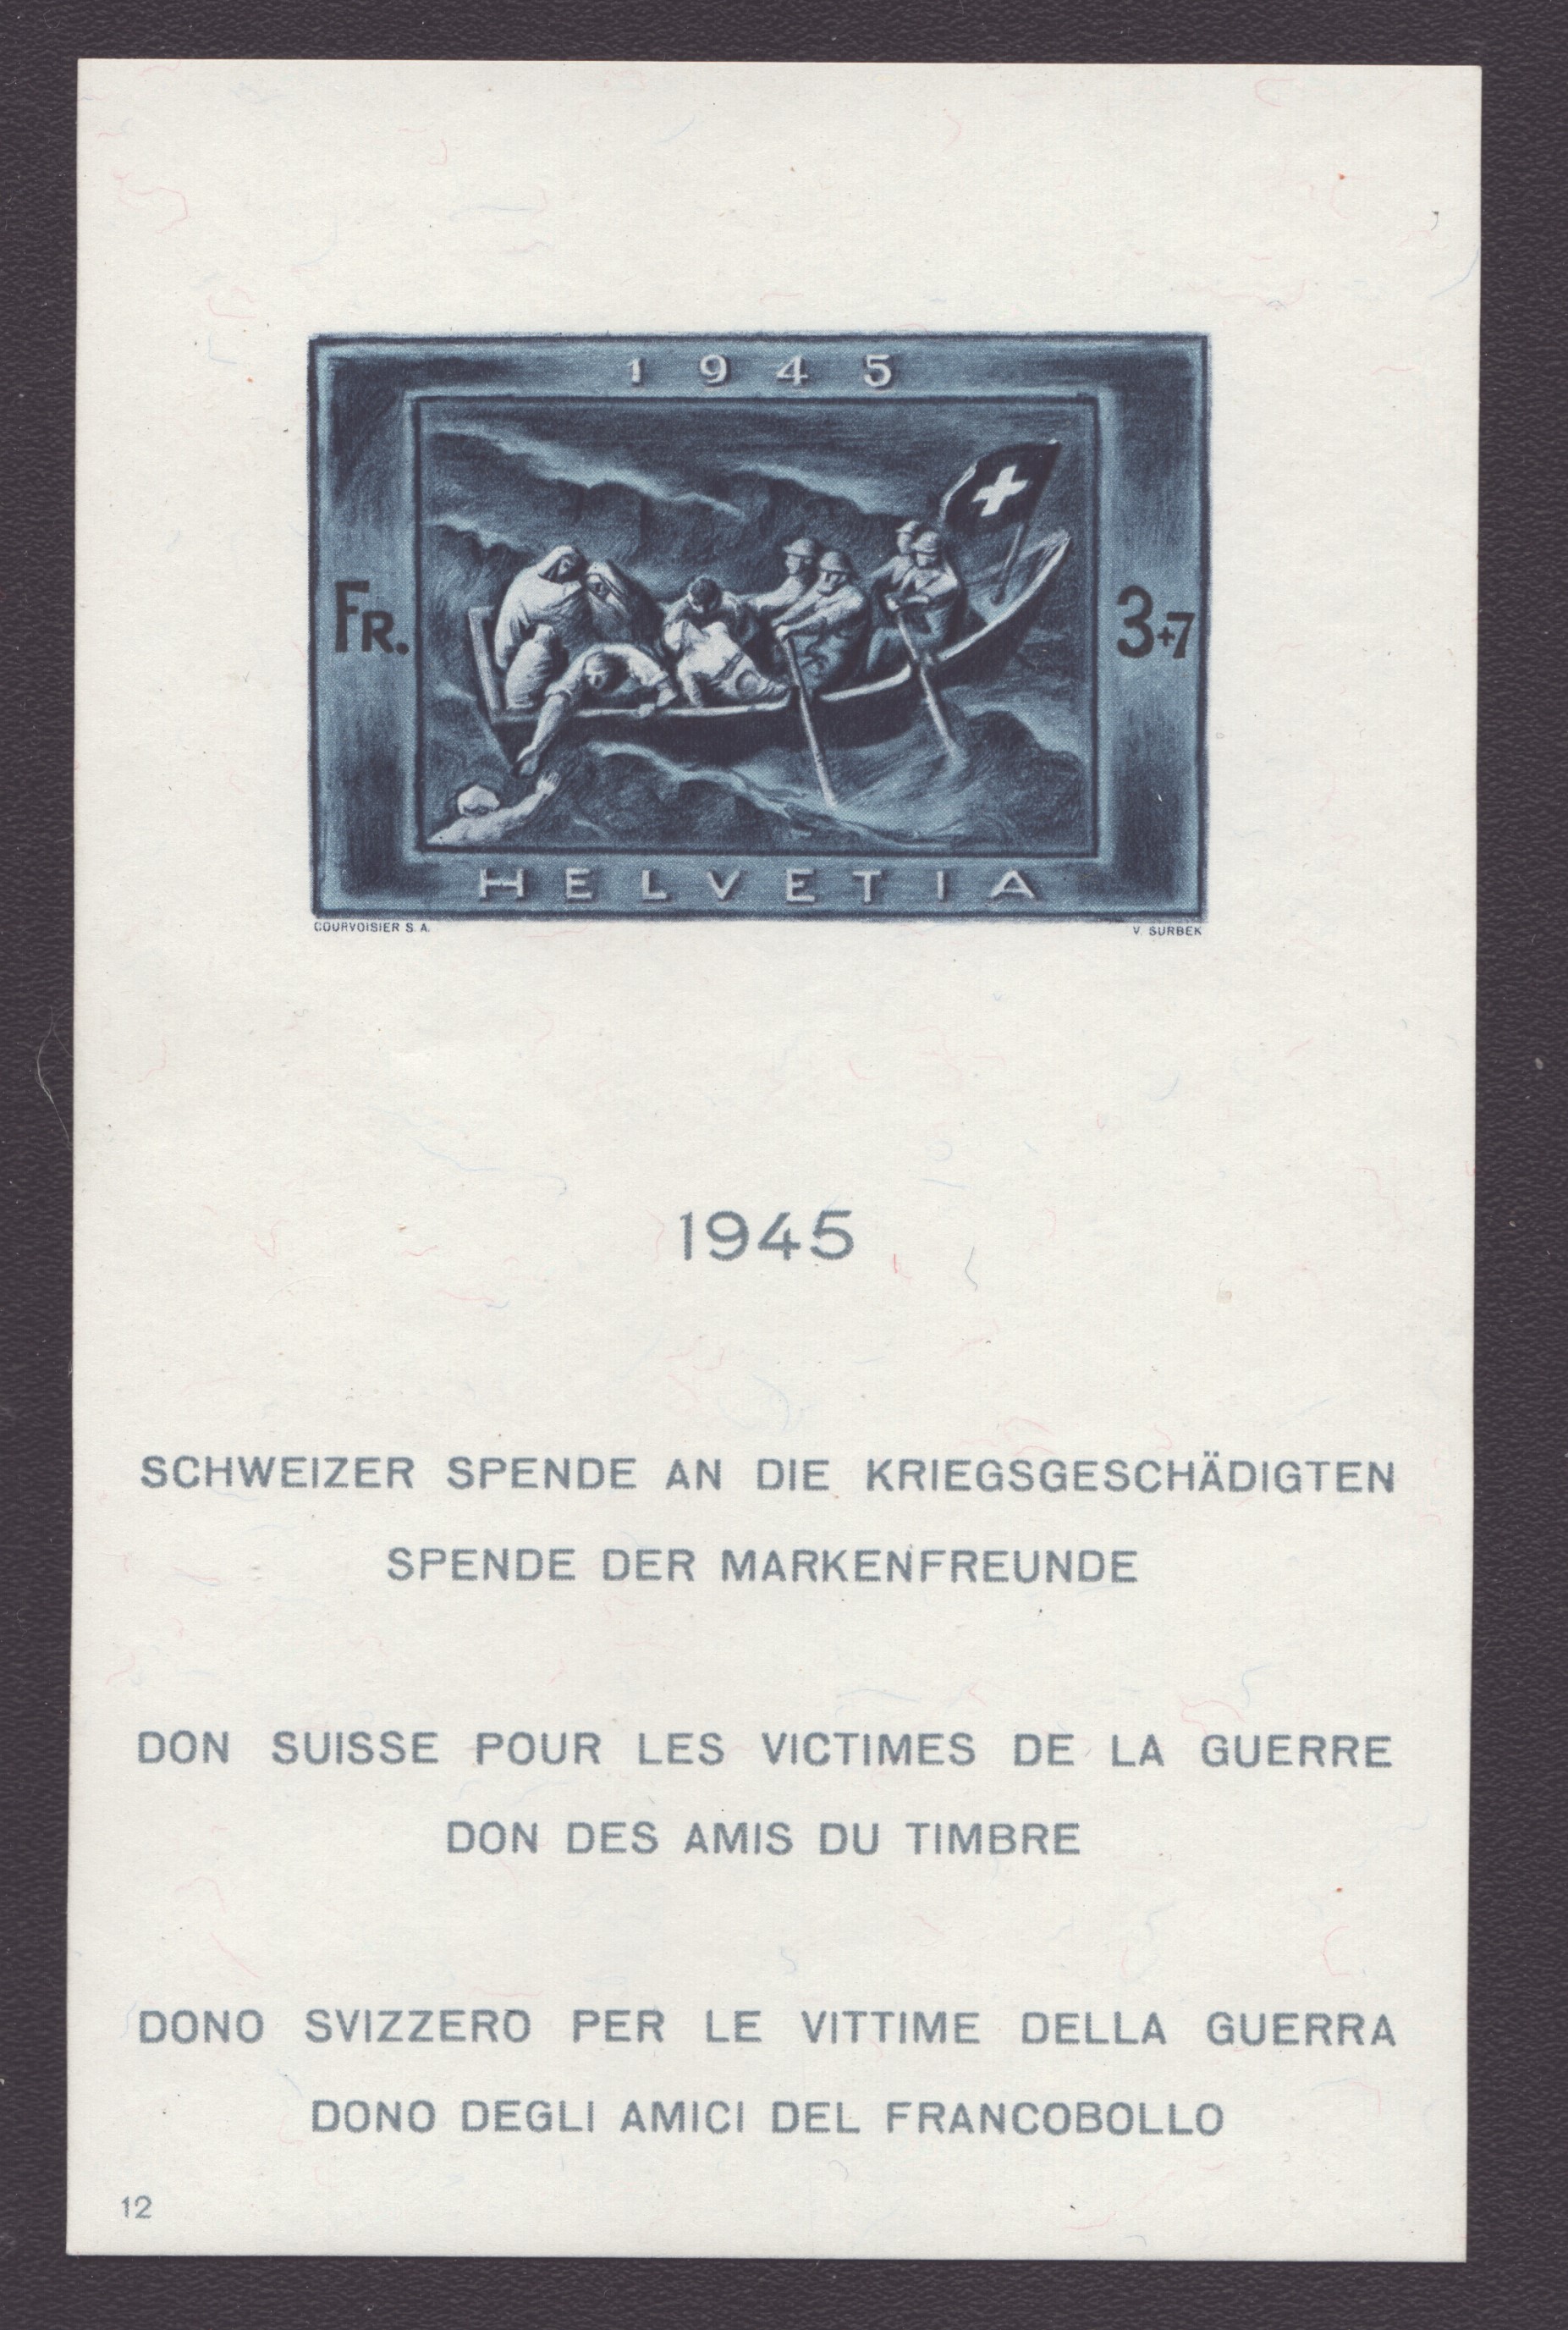 1945
FR. 3+7
HELVETIA
COURVOISIER S. A. V. SURBEK
1945
SCHWEIZER SPENDE AN DIE KRIEGSGESCHÄDIGTEN
SPENDE DER MARKENFREUNDE
DON SUISSE POUR LES VICTIMES DE LA GUERRE
DON DES AMIS DU TIMBRE
DONO SVIZZERO PER LE VITTIME DELLA GUERRA
DONO DEGLI AMICI DEL FRANCOBOLLO
12